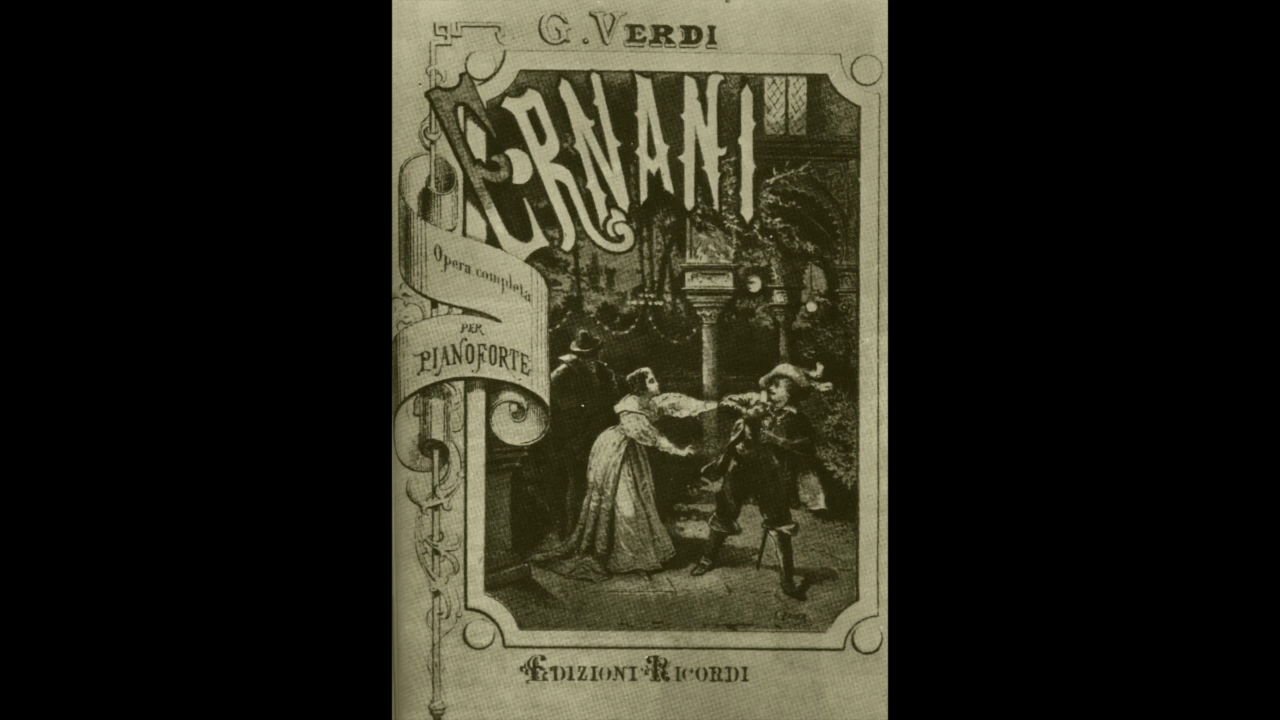 G. VERDI
ERNANI
Opera completa
PER
PIANOFORTE
EDIZIONI RICORDI